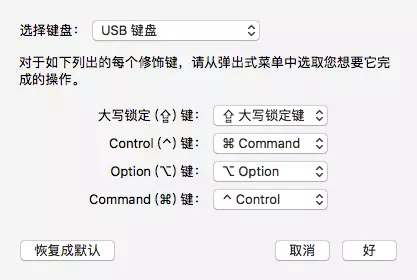 选择键盘： USB 键盘
对于如下列出的每个修饰键，请从弹出式菜单中选取您想要它完
成的操作。
大写锁定 (⇪) 键： ⇪ 大写锁定键
Control (^) 键： ⌘ Command
Option (⌥) 键： ⌥ Option
Command (⌘) 键： ^ Control
恢复成默认 取消 好